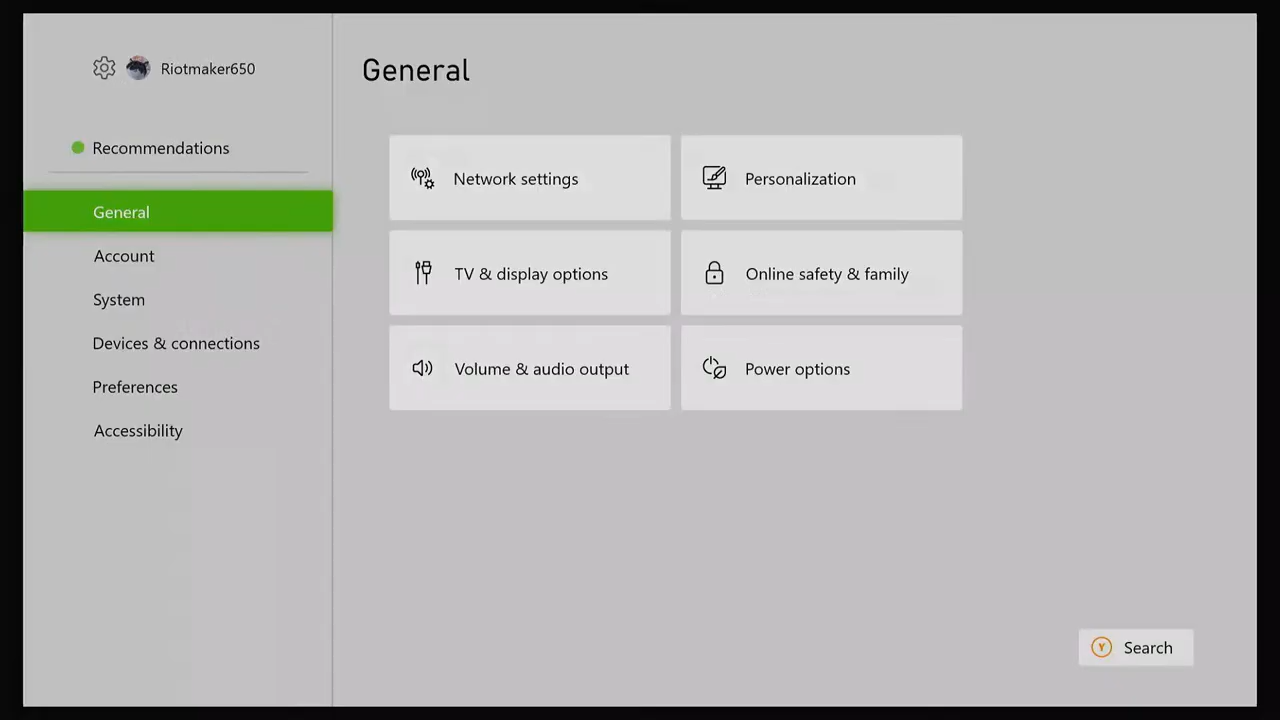 Riotmaker650
Recommendations
General
Account
System
Devices & connections
Preferences
Accessibility
General
Network settings
Personalization
TV & display options
Online safety & family
Volume & audio output
Power options
Y Search